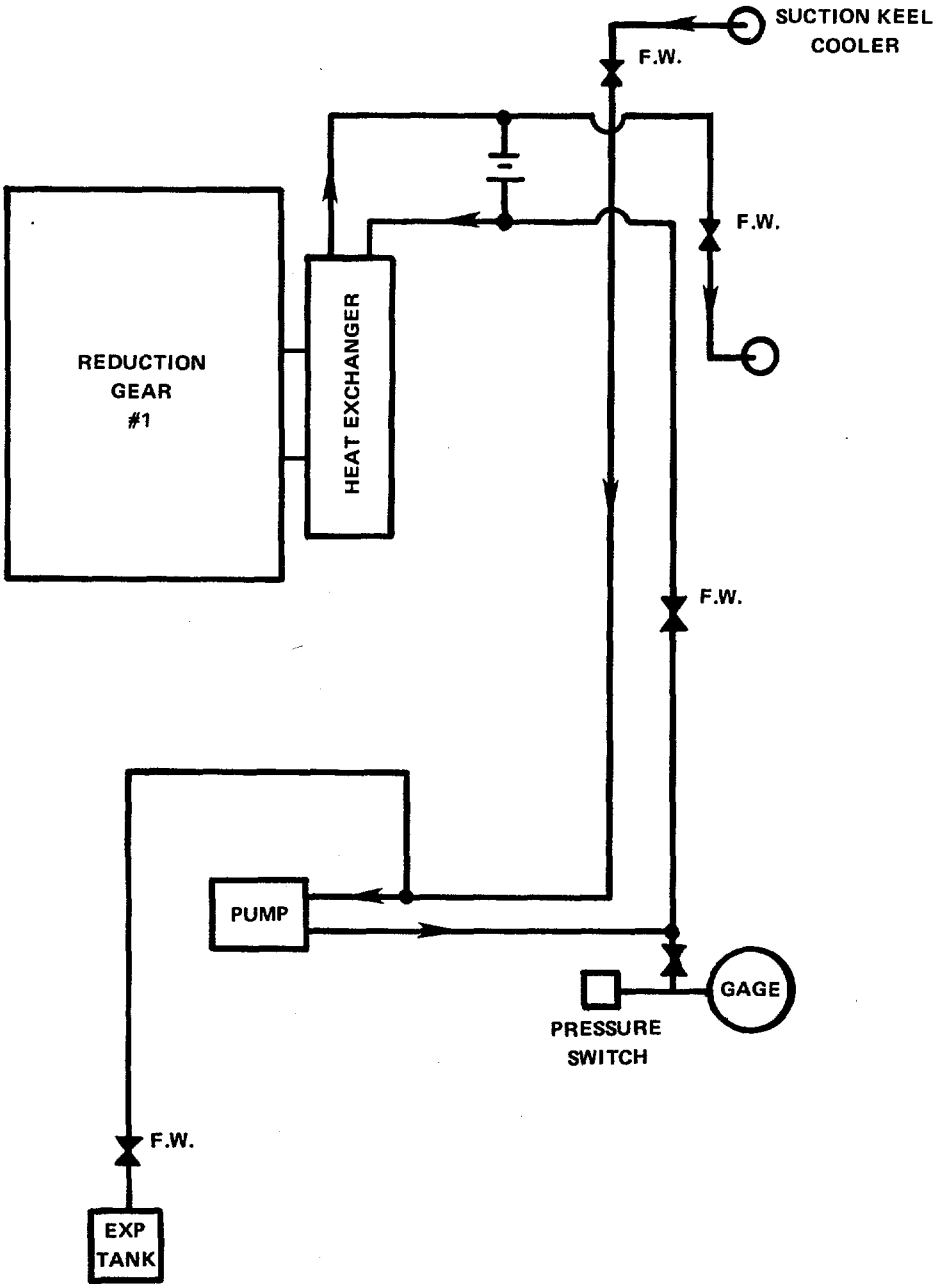 SUCTION KEEL
COOLER
F.W.
F.W.
REDUCTION
GEAR
#1
HEAT EXCHANGER
F.W.
PUMP
GAGE
PRESSURE
SWITCH
F.W.
EXP
TANK